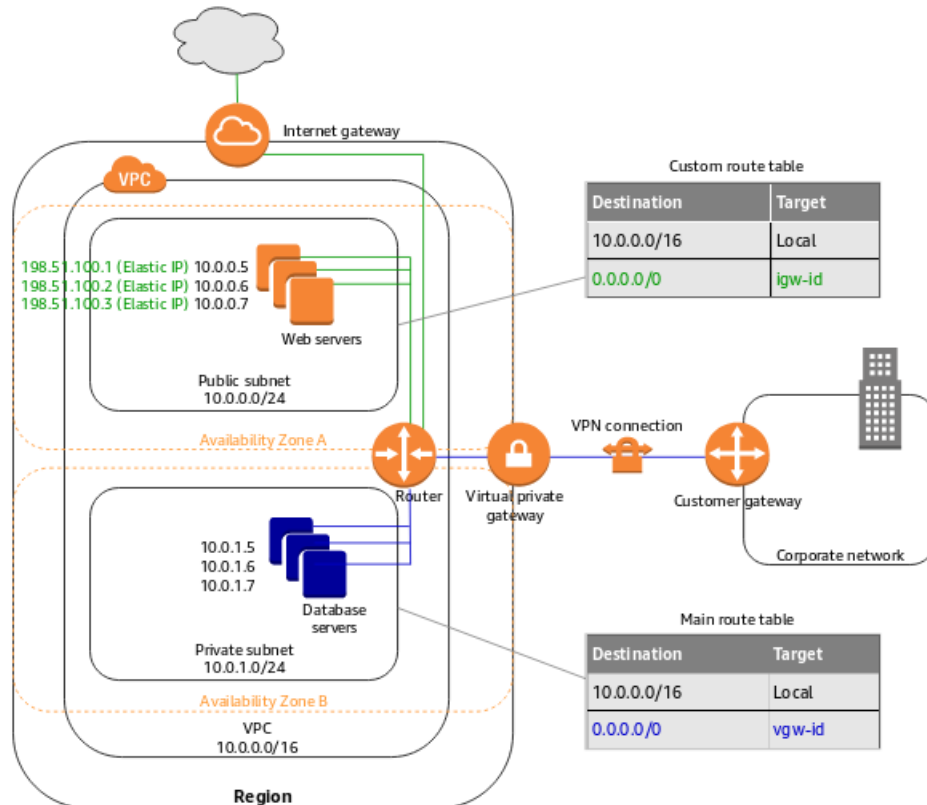 Internet gateway
VPC
Custom route table
Destination Target
10.0.0.0/16 Local
0.0.0.0/0 igw-id
198.51.100.1 (Elastic IP) 10.0.0.5
198.51.100.2 (Elastic IP) 10.0.0.6
198.51.100.3 (Elastic IP) 10.0.0.7
Web servers
Public subnet
10.0.0.0/24
Availability Zone A
Router
Virtual private
gateway
VPN connection
Customer gateway
Corporate network
10.0.1.5
10.0.1.6
10.0.1.7
Database
servers
Private subnet
10.0.1.0/24
Availability Zone B
VPC
10.0.0.0/16
Region
Main route table
Destination Target
10.0.0.0/16 Local
0.0.0.0/0 vgw-id